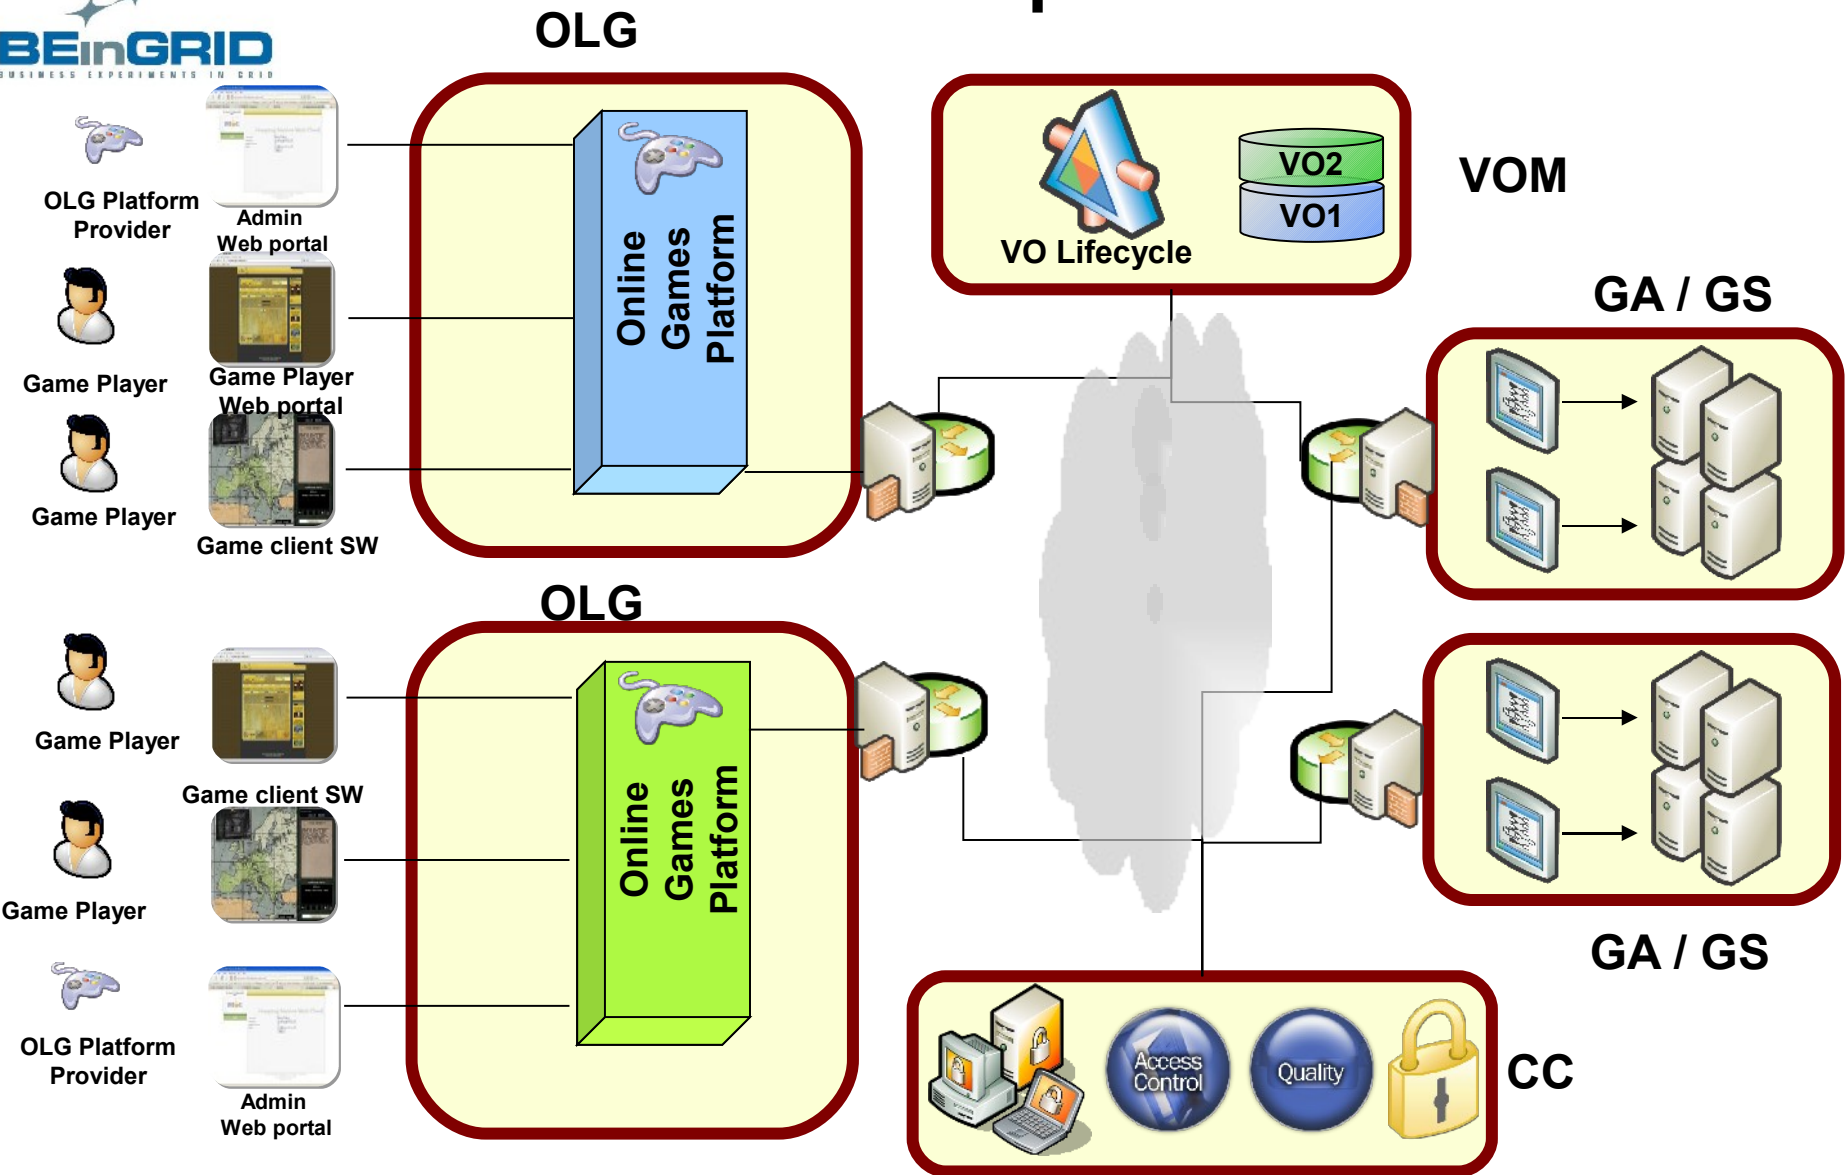 BEinGRID
BUSINESS EXPERIMENTS IN GRID
OLG
OLG Platform
Provider
Admin
Web portal
Game Player
Game Player
Web portal
Game Player
Game client SW
Online
Games
Platform
VO Lifecycle
VO2
VO1
VOM
GA / GS
OLG
Game Player
Game client SW
Game Player
OLG Platform
Provider
Admin
Web portal
Online
Games
Platform
GA / GS
Access
Control
Quality
CC